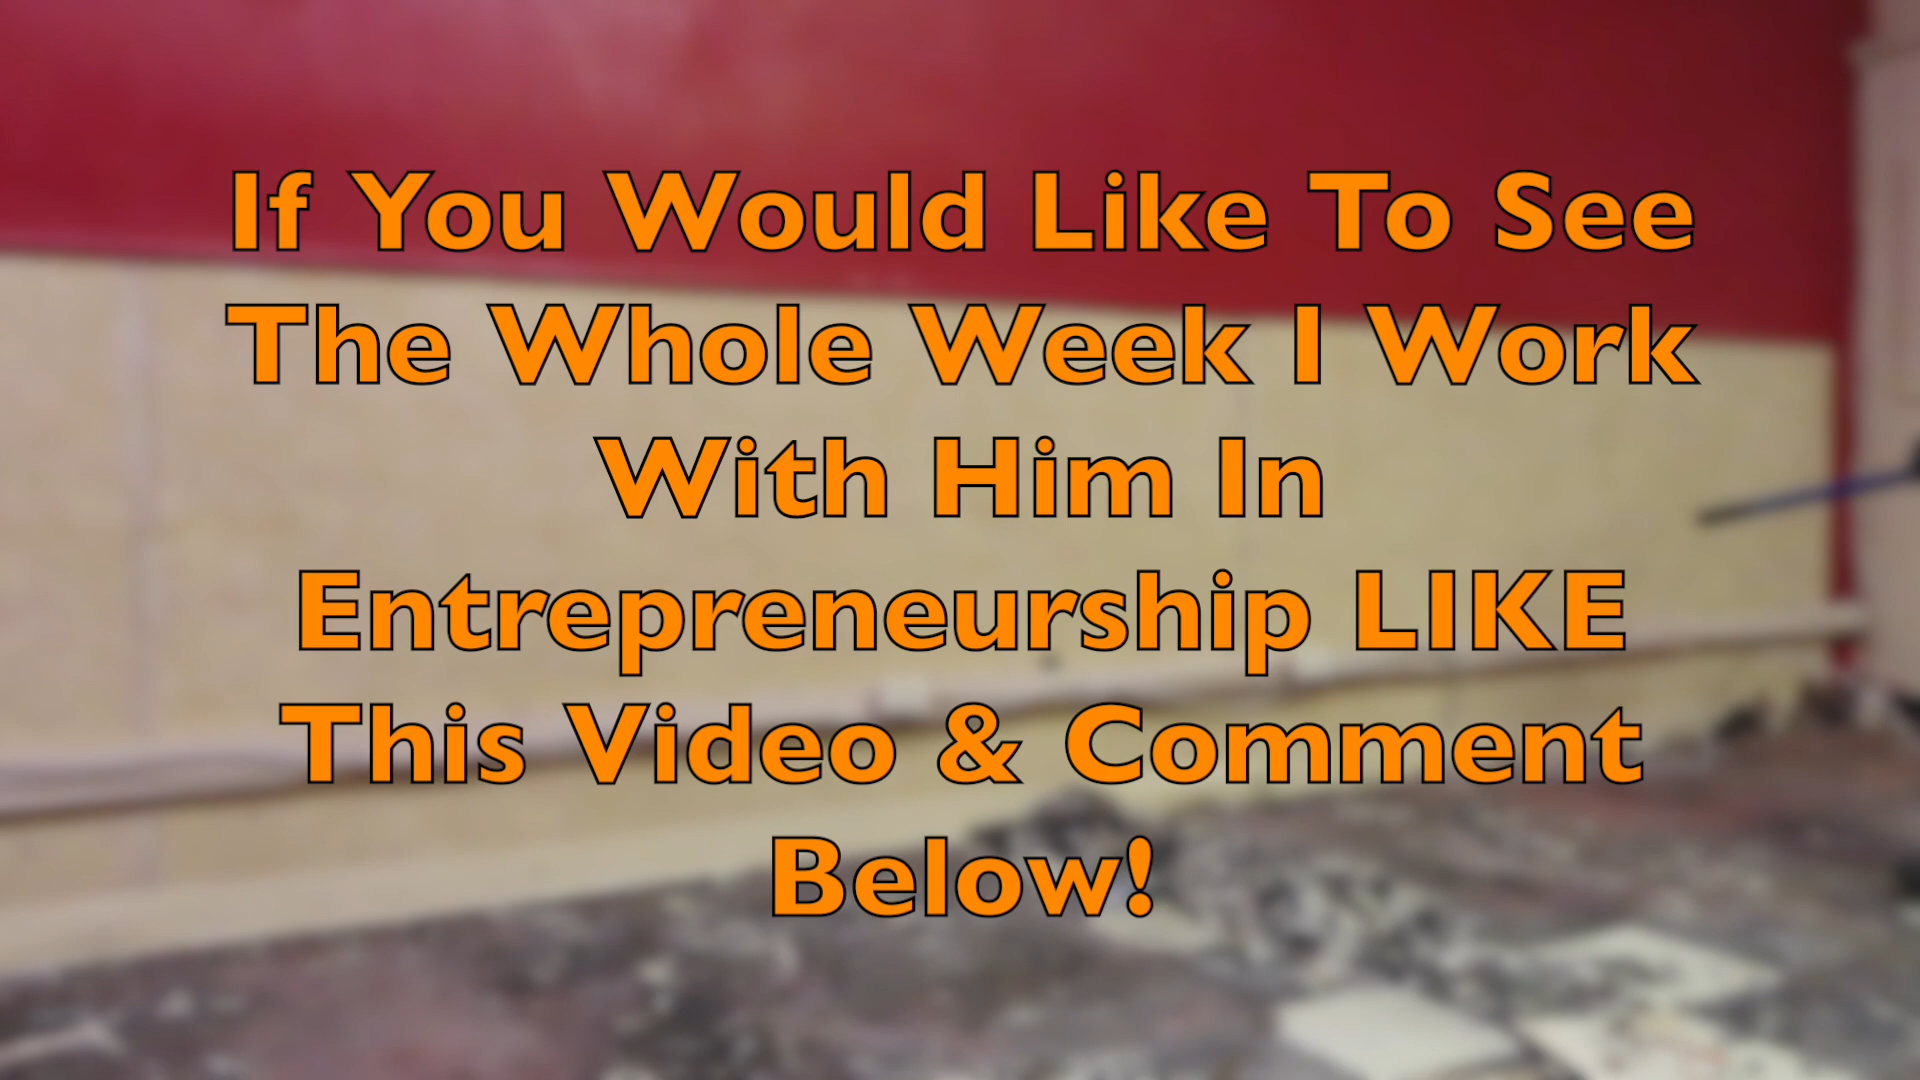 If You Would Like To See
The Whole Week I Work
With Him In
Entrepreneurship LIKE
This Video & Comment
Below!